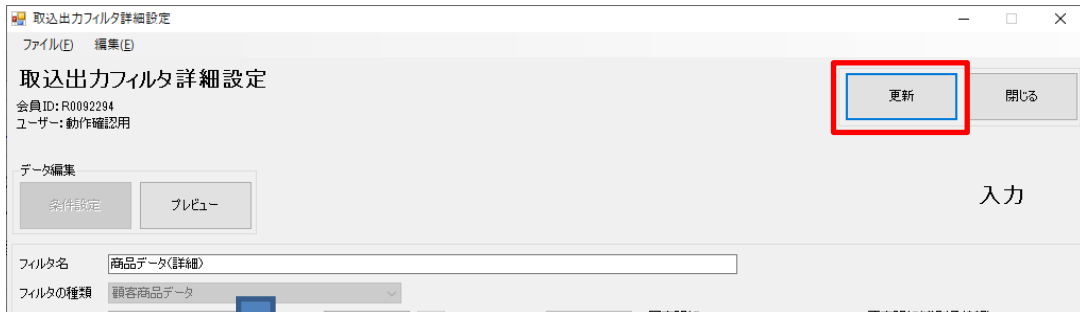 取込出力フィルタ詳細設定
ファイル(F) 編集(E)
取込出力フィルタ詳細設定
更新 閉じる
会員ID:R0092294
ユーザー:動作確認用
データ編集
条件設定 プレビュー
入力
フィルタ名 商品データ(詳細)
フィルタの種類 顧客商品データ